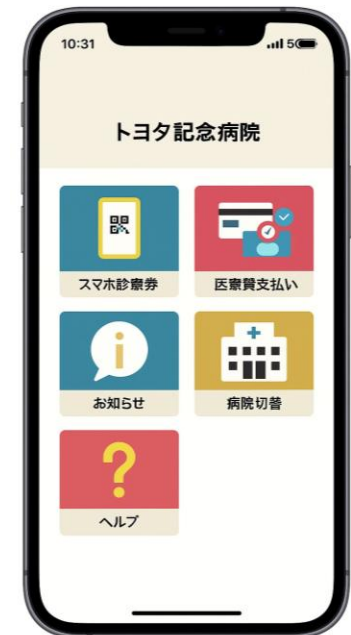 10:31
5G
トヨタ記念病院
スマホ診療券
医療費支払い
お知らせ
病院切替
ヘルプ